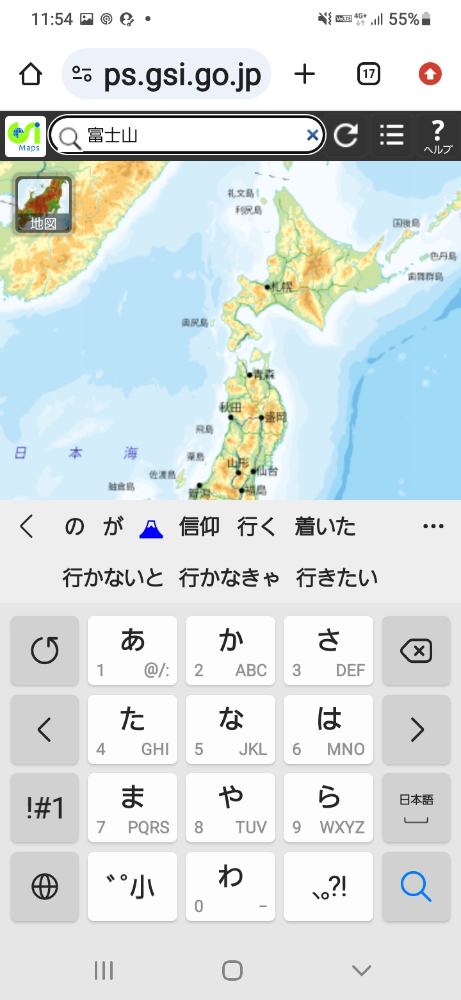 11:54 VoLTE 4G+ 55%
ps.gsi.go.jp 17
GSI Maps 富士山 × ? ヘルプ
地図
礼文島
利尻島
国後島
色丹島
歯舞群島
札幌
奥尻島
青森
秋田
盛岡
飛島
日本海
粟島
山形
仙台
佐渡島
舳倉島
新潟
福島
の が 信仰 行く 着いた ...
行かないと 行かなきゃ 行きたい
あ か さ
1 @/: 2 ABC 3 DEF
た な は
4 GHI 5 JKL 6 MNO
!#1 ま や ら 日本語
7 PQRS 8 TUV 9 WXYZ
゛゜小 わ 、。?!
0 -